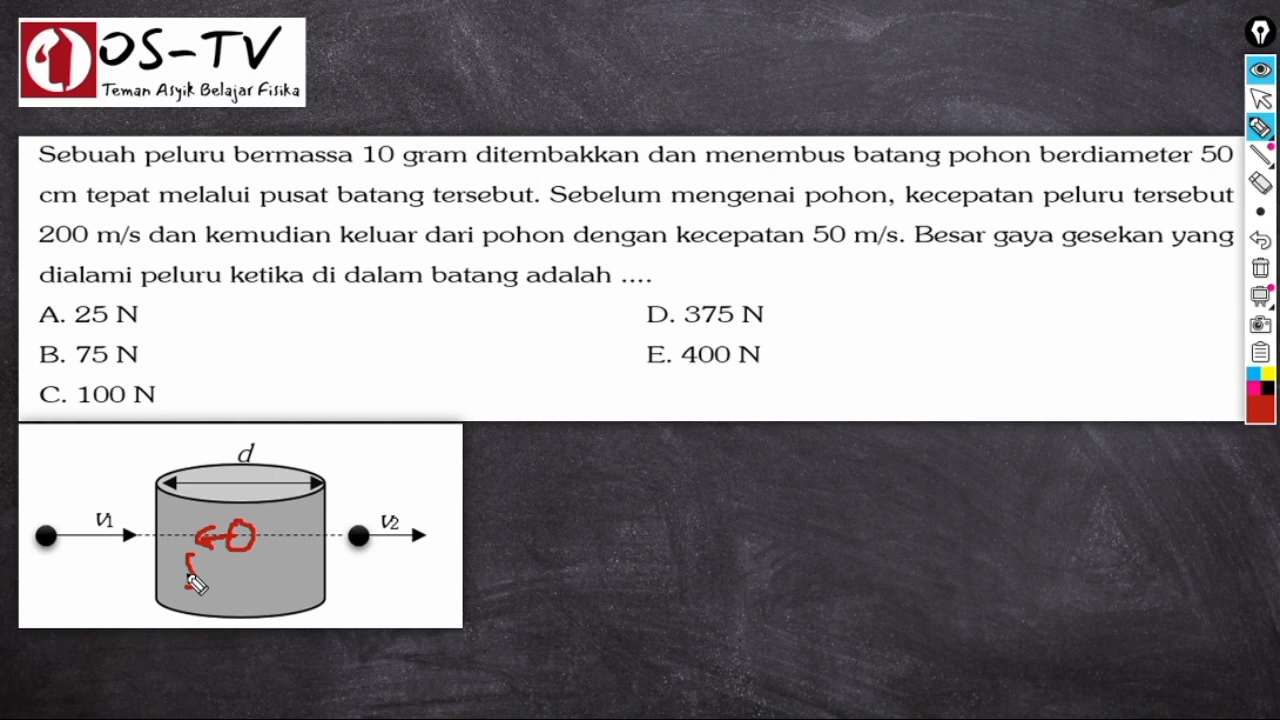 OS-TV
Teman Asyik Belajar Fisika
Sebuah peluru bermassa 10 gram ditembakkan dan menembus batang pohon berdiameter 50
cm tepat melalui pusat batang tersebut. Sebelum mengenai pohon, kecepatan peluru tersebut
200 m/s dan kemudian keluar dari pohon dengan kecepatan 50 m/s. Besar gaya gesekan yang
dialami peluru ketika di dalam batang adalah ....
A. 25 N
D. 375 N
B. 75 N
E. 400 N
C. 100 N
d
v1
v2